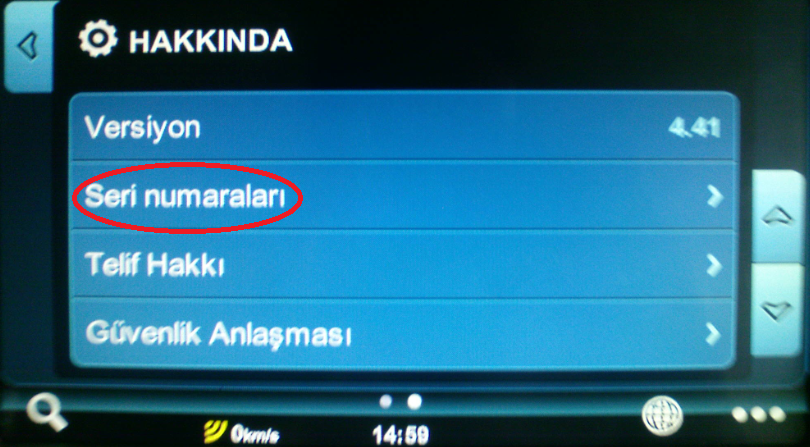 HAKKINDA
Versiyon 4.41
Seri numaraları
Telif Hakkı
Güvenlik Anlaşması
0km/s 14:59